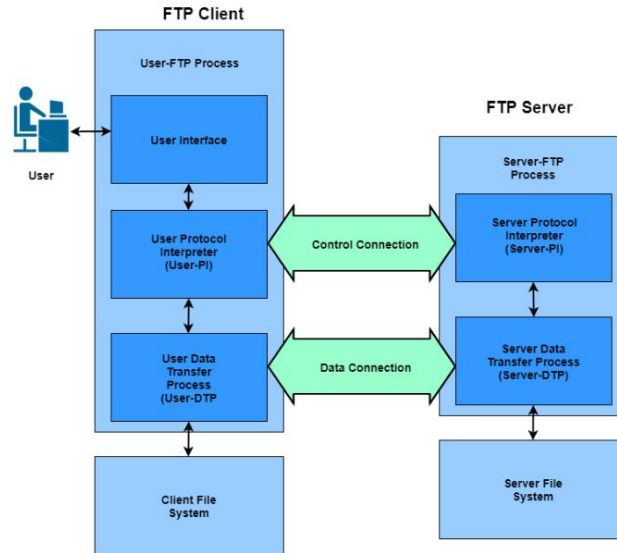 FTP Client
User-FTP Process
User Interface
User
User Protocol
Interpreter
(User-PI)
User Data
Transfer
Process
(User-DTP
Client File
System
Control Connection
Data Connection
FTP Server
Server-FTP
Process
Server Protocol
Interpreter
(Server-PI)
Server Data
Transfer Process
(Server-DTP)
Server File
System